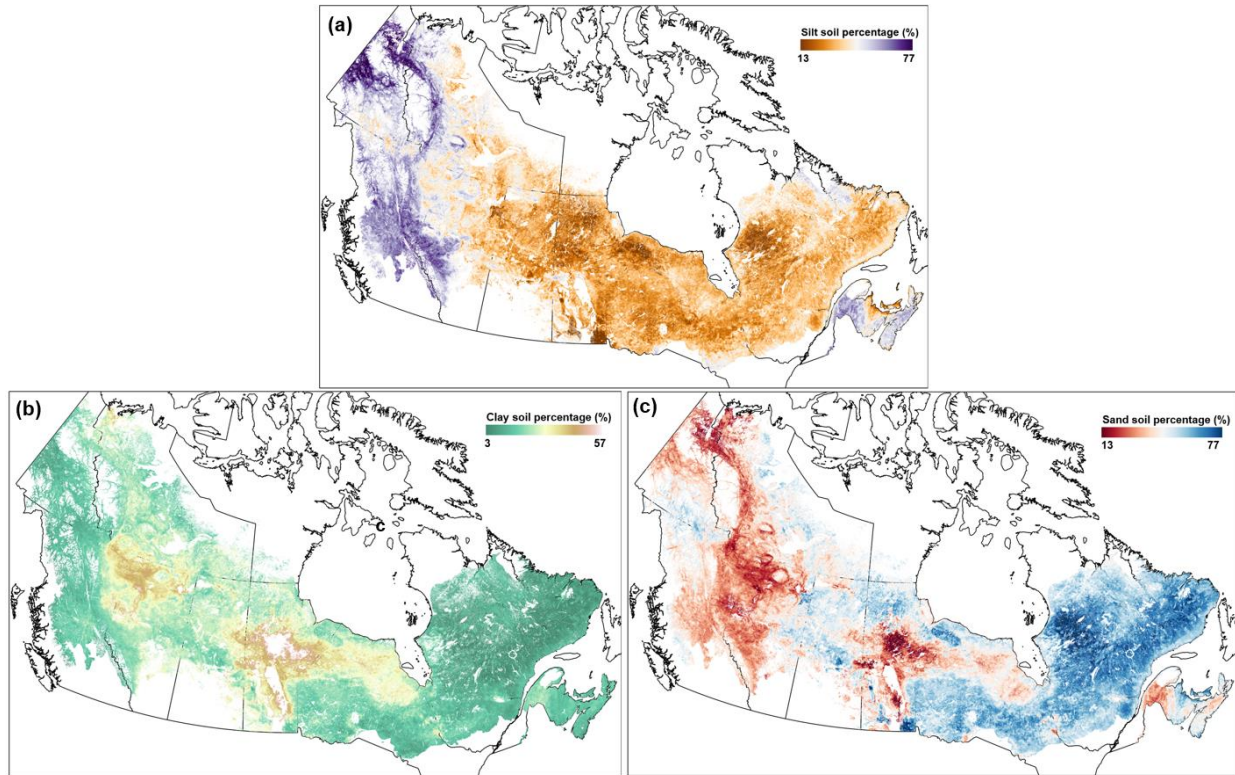 (a)
Silt soil percentage (%)
13 77
(b)
Clay soil percentage (%)
3 57
C
(c)
Sand soil percentage (%)
13 77